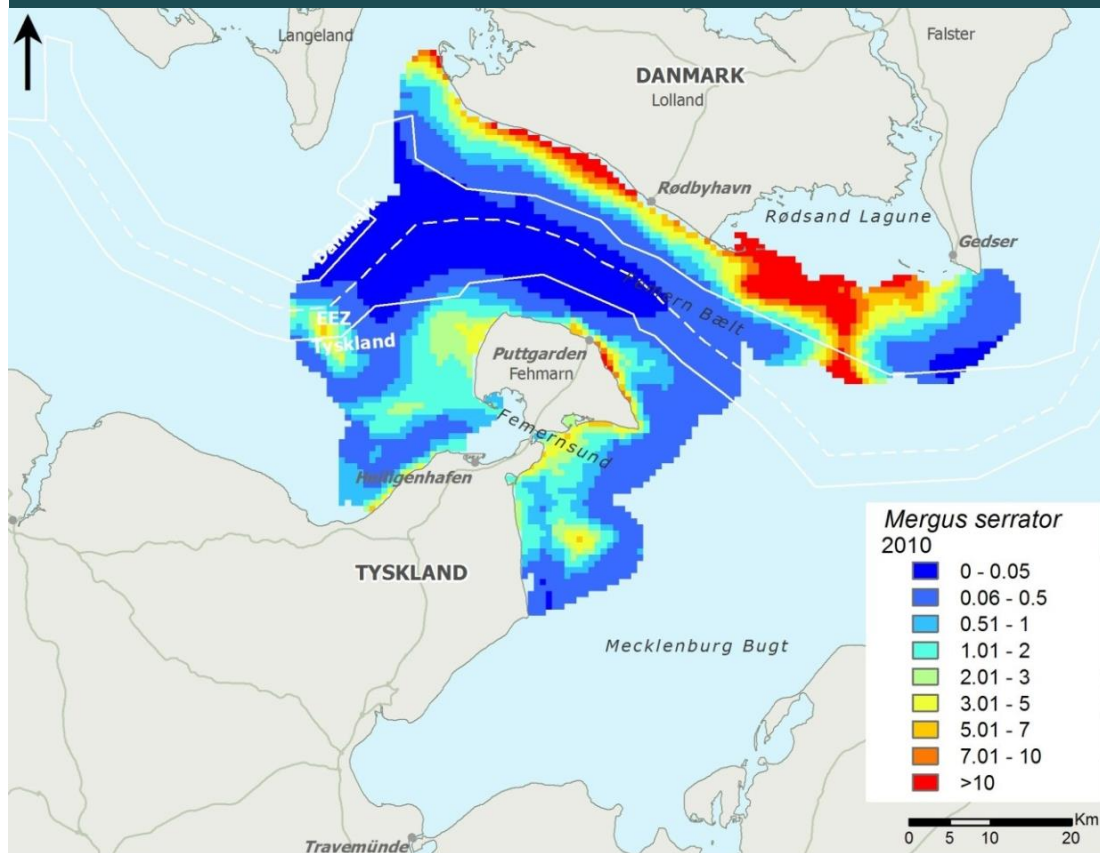 Langeland
Falster
DANMARK
Lolland
Rødbyhavn
Rødsand Lagune
Gedser
Danmark
Femern Bælt
EEZ
Tyskland
Puttgarden
Fehmarn
Femernsund
Heiligenhafen
TYSKLAND
Mecklenburg Bugt
Travemünde
Mergus serrator
2010
0 - 0.05
0.06 - 0.5
0.51 - 1
1.01 - 2
2.01 - 3
3.01 - 5
5.01 - 7
7.01 - 10
>10
Km
0 5 10 20